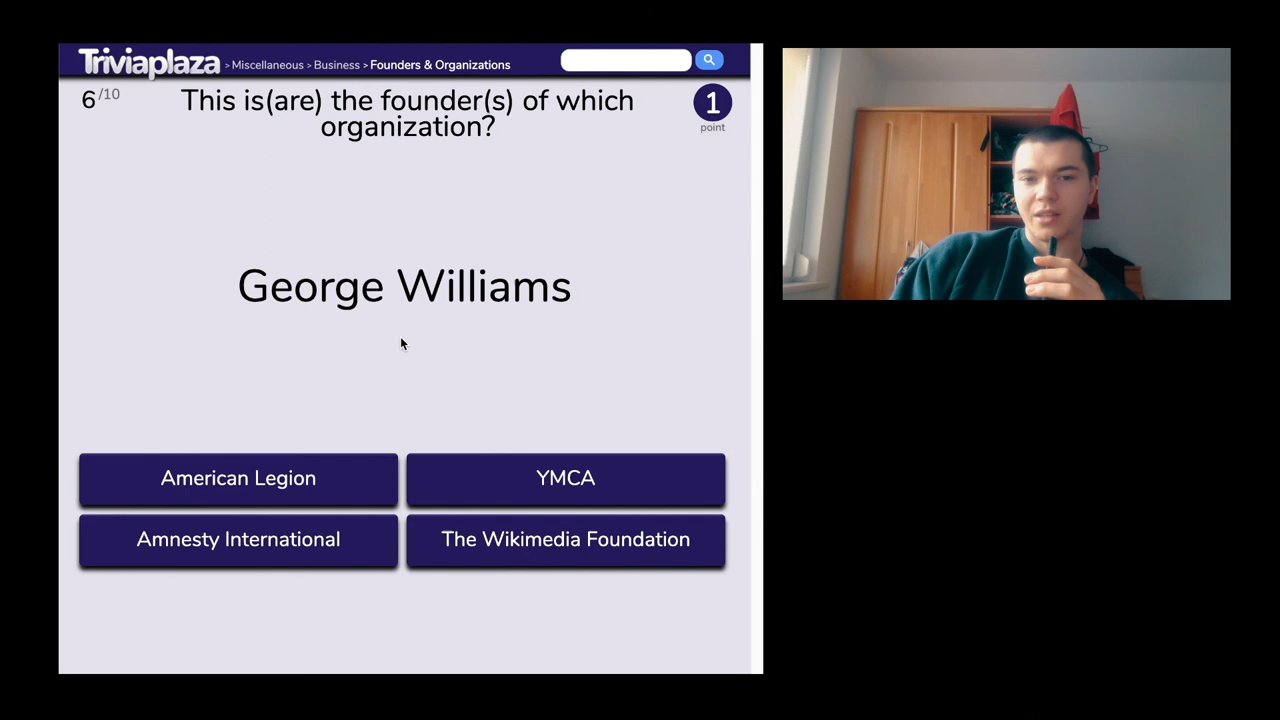 Triviaplaza > Miscellaneous > Business > Founders & Organizations
6/10
This is(are) the founder(s) of which
organization?
1
point
George Williams
American Legion
YMCA
Amnesty International
The Wikimedia Foundation